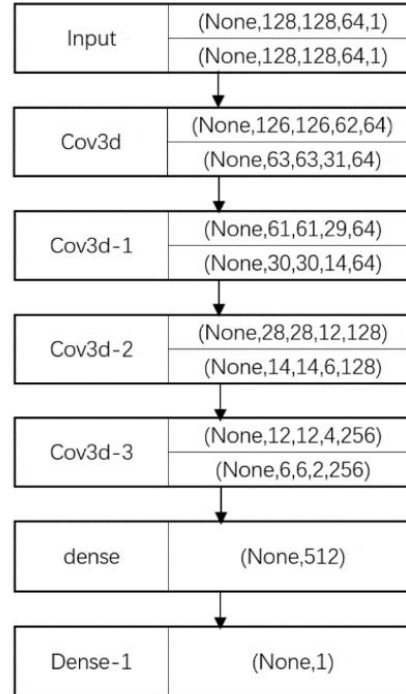 Input
(None,128,128,64,1)
(None,128,128,64,1)
Cov3d
(None,126,126,62,64)
(None,63,63,31,64)
Cov3d-1
(None,61,61,29,64)
(None,30,30,14,64)
Cov3d-2
(None,28,28,12,128)
(None,14,14,6,128)
Cov3d-3
(None,12,12,4,256)
(None,6,6,2,256)
dense
(None,512)
Dense-1
(None,1)